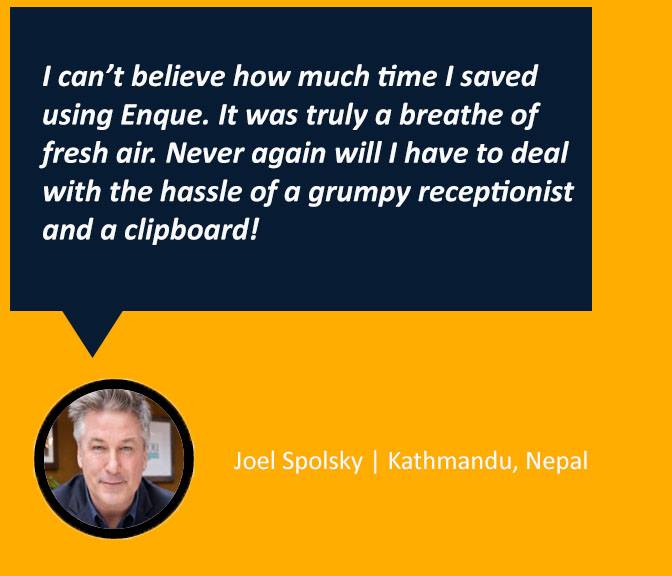 I can’t believe how much time I saved
using Enque. It was truly a breathe of
fresh air. Never again will I have to deal
with the hassle of a grumpy receptionist
and a clipboard!
Joel Spolsky | Kathmandu, Nepal